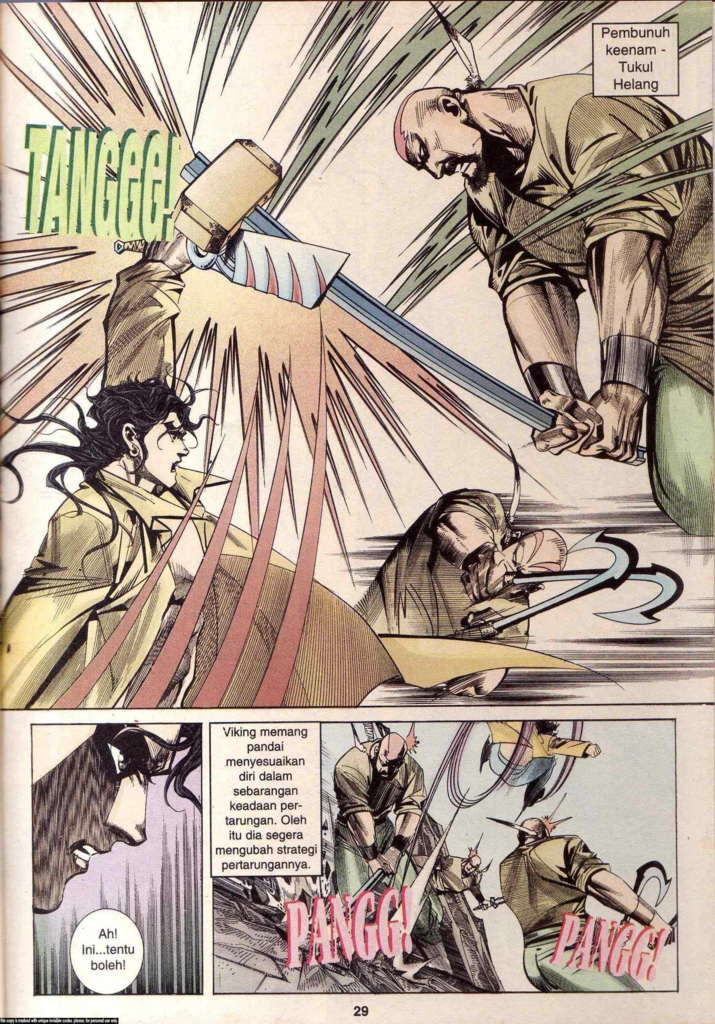 Pembunuh
keenam -
Tukul
Helang
TANGGG!
Viking memang
pandai
menyesuaikan
diri dalam
sebarangan
keadaan per-
tarungan. Oleh
itu dia segera
mengubah strategi
pertarungannya.
Ah!
Ini...tentu
boleh!
PANGG!
PANGG!
29